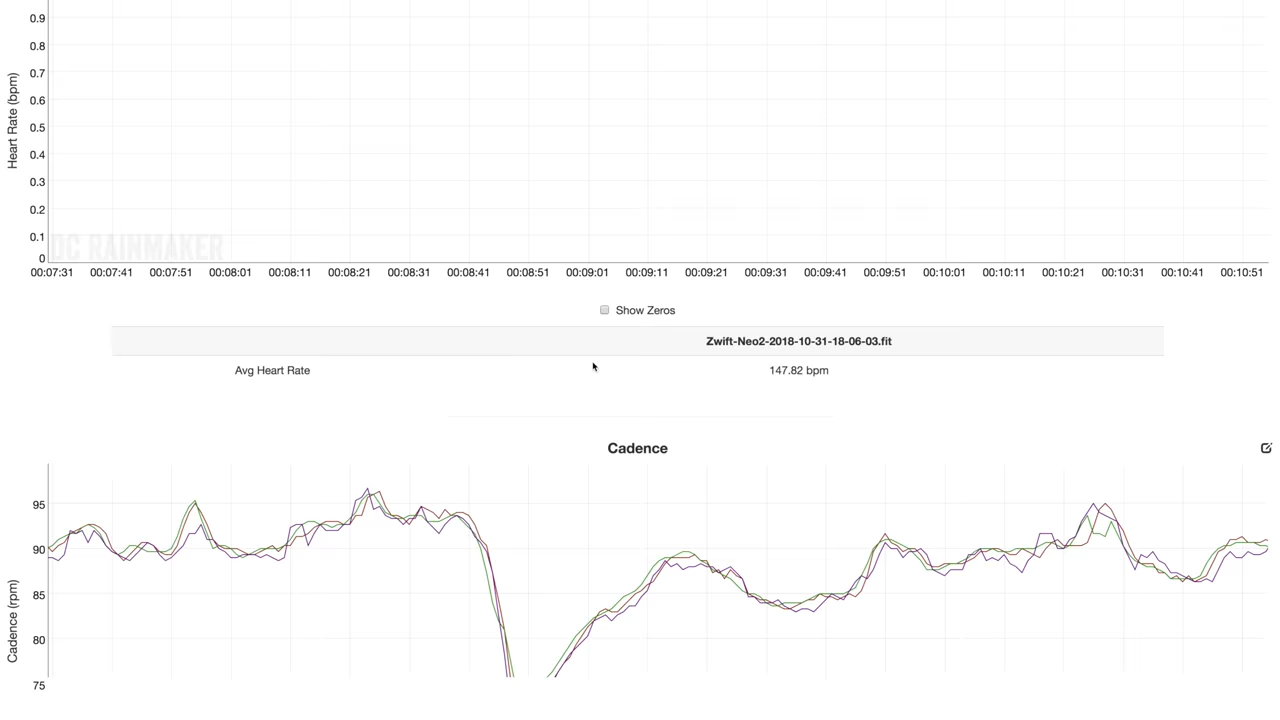 0.9
0.8
0.7
0.6
0.5
0.4
0.3
0.2
0.1
0
Heart Rate (bpm)
DC RAINMAKER
00:07:31 00:07:41 00:07:51 00:08:01 00:08:11 00:08:21 00:08:31 00:08:41 00:08:51 00:09:01 00:09:11 00:09:21 00:09:31 00:09:41 00:09:51 00:10:01 00:10:11 00:10:21 00:10:31 00:10:41 00:10:51
Show Zeros
Zwift-Neo2-2018-10-31-18-06-03.fit
Avg Heart Rate 147.82 bpm
Cadence
95
90
85
80
75
Cadence (rpm)